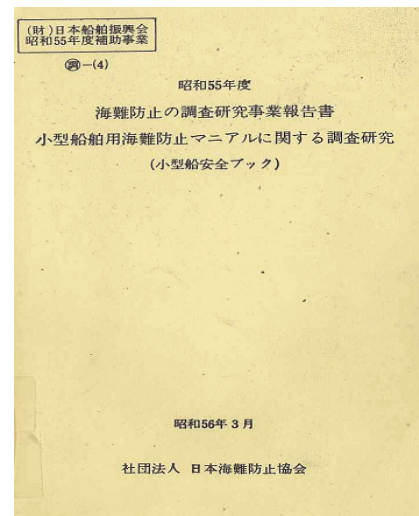 (財)日本船舶振興会
昭和55年度補助事業
調-(4)
昭和55年度
海難防止の調査研究事業報告書
小型船舶用海難防止マニアルに関する調査研究
(小型船安全ブック)
昭和56年3月
社団法人 日本海難防止協会